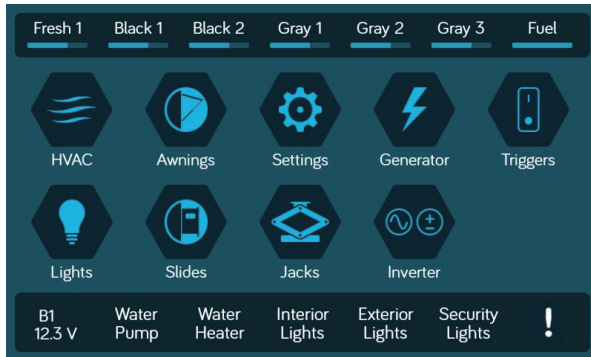 Fresh 1 Black 1 Black 2 Gray 1 Gray 2 Gray 3 Fuel
HVAC Awnings Settings Generator Triggers
Lights Slides Jacks Inverter
B1 Water Water Interior Exterior Security
12.3 V Pump Heater Lights Lights Lights !